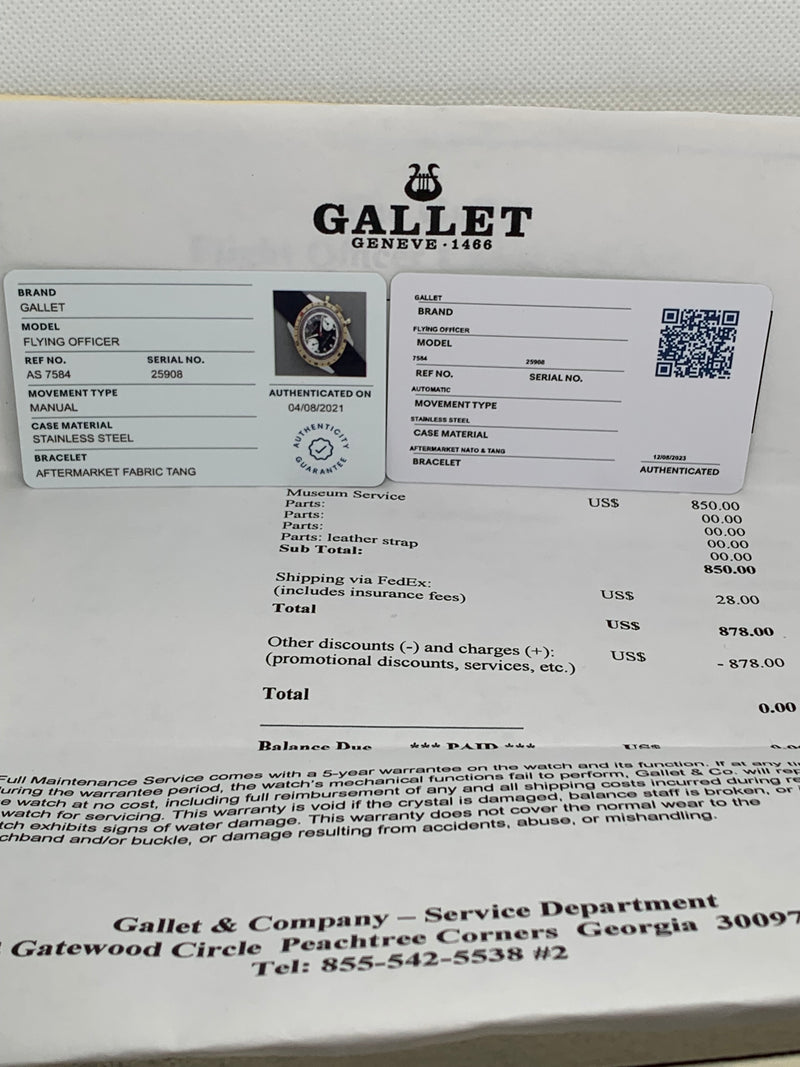 GALLET
GENEVE · 1466
BRAND
GALLET
MODEL
FLYING OFFICER
REF NO. SERIAL NO.
AS 7584 25908
MOVEMENT TYPE
MANUAL
CASE MATERIAL
STAINLESS STEEL
BRACELET
AFTERMARKET FABRIC TANG
AUTHENTICATED ON
04/08/2021
AUTHENTICITY
GUARANTEE
GALLET
BRAND
FLYING OFFICER
MODEL
7584 25908
REF NO. SERIAL NO.
AUTOMATIC
MOVEMENT TYPE
STAINLESS STEEL
CASE MATERIAL
AFTERMARKET NATO & TANG
BRACELET
12/08/2023
AUTHENTICATED
Museum Service US$ 850.00
Parts: 00.00
Parts: 00.00
Parts: 00.00
Parts: leather strap 00.00
Sub Total: 850.00
Shipping via FedEx: US$ 28.00
(includes insurance fees)
Total US$ 878.00
Other discounts (-) and charges (+): US$ - 878.00
(promotional discounts, services, etc.)
Total 0.00
Balance Due *** PAID *** US$
Full Maintenance Service comes with a 5-year warrantee on the watch and its function. If at any
during the warrantee period, the watch's mechanical functions fail to perform, Gallet & Co. will
watch at no cost, including full reimbursement of any and all shipping costs incurred during
watch for servicing. This warranty is void if the crystal is damaged, balance staff is broken, or
exhibits signs of water damage. This warranty does not cover the normal wear to the
and/or buckle, or damage resulting from accidents, abuse, or mishandling.
Gallet & Company – Service Department
Gatewood Circle Peachtree Corners Georgia 30097
Tel: 855-542-5538 #2